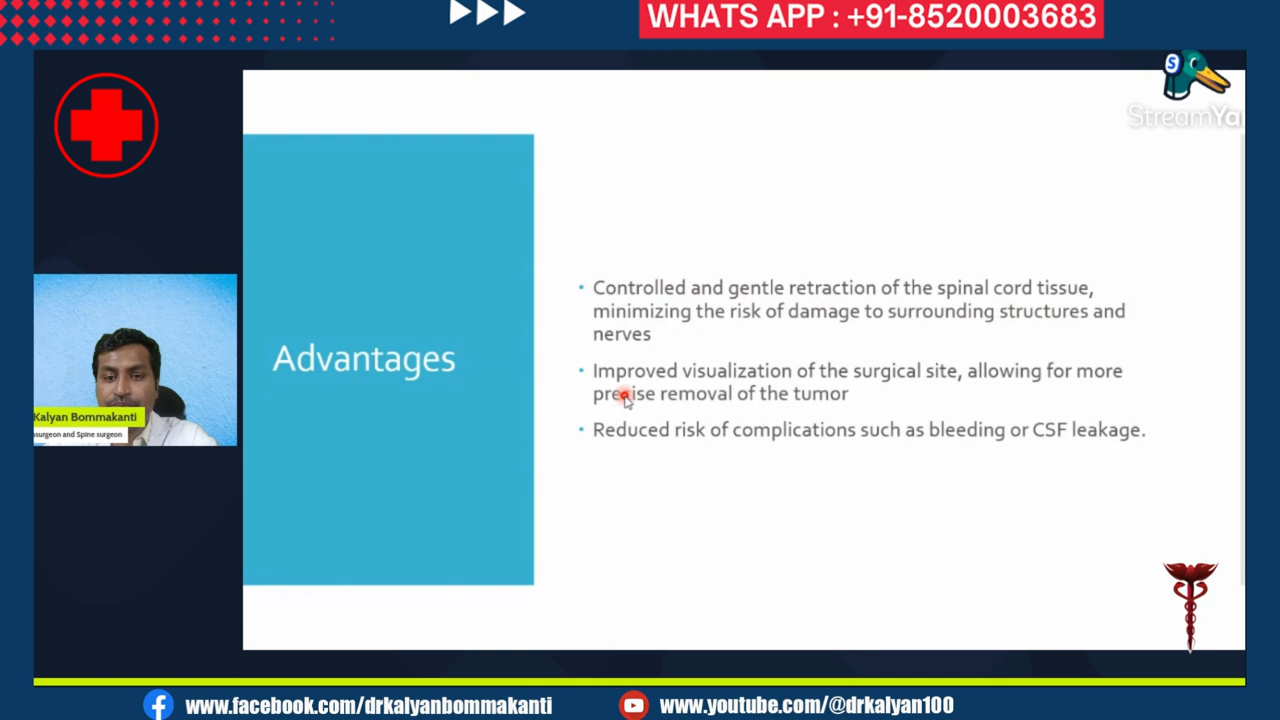 WHATS APP : +91-8520003683
S
StreamYa
Advantages
• Controlled and gentle retraction of the spinal cord tissue,
minimizing the risk of damage to surrounding structures and
nerves
• Improved visualization of the surgical site, allowing for more
precise removal of the tumor
• Reduced risk of complications such as bleeding or CSF leakage.
Kalyan Bommakanti
osurgeon and Spine surgeon
www.facebook.com/drkalyanbommakanti
www.youtube.com/@drkalyan100